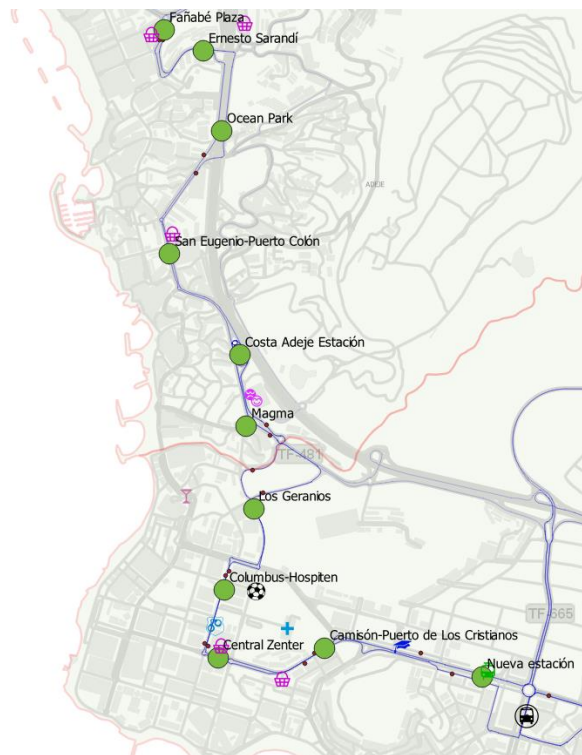 Fañabé Plaza
Ernesto Sarandí
Ocean Park
ADEJE
San Eugenio-Puerto Colón
Costa Adeje Estación
Magma
TF-481
Los Geranios
Columbus-Hospiten
TF-665
Central Zenter
Camisón-Puerto de Los Cristianos
Nueva estación